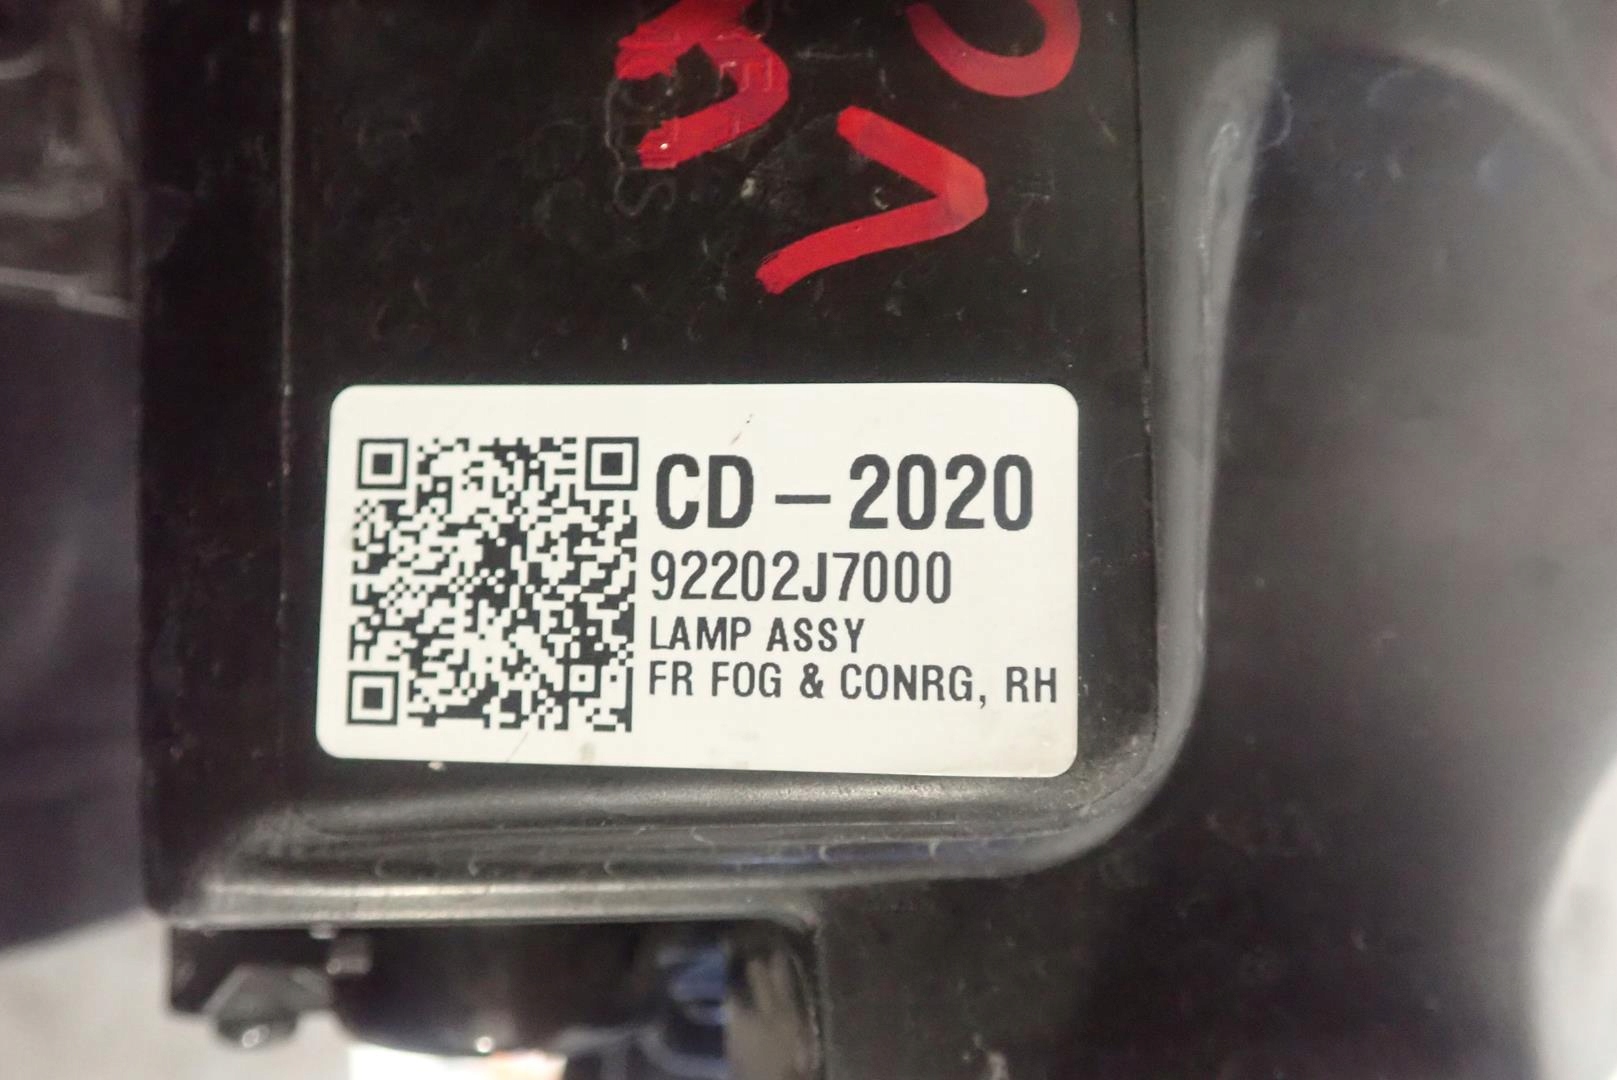 CD - 2020
92202J7000
LAMP ASSY
FR FOG & CONRG, RH